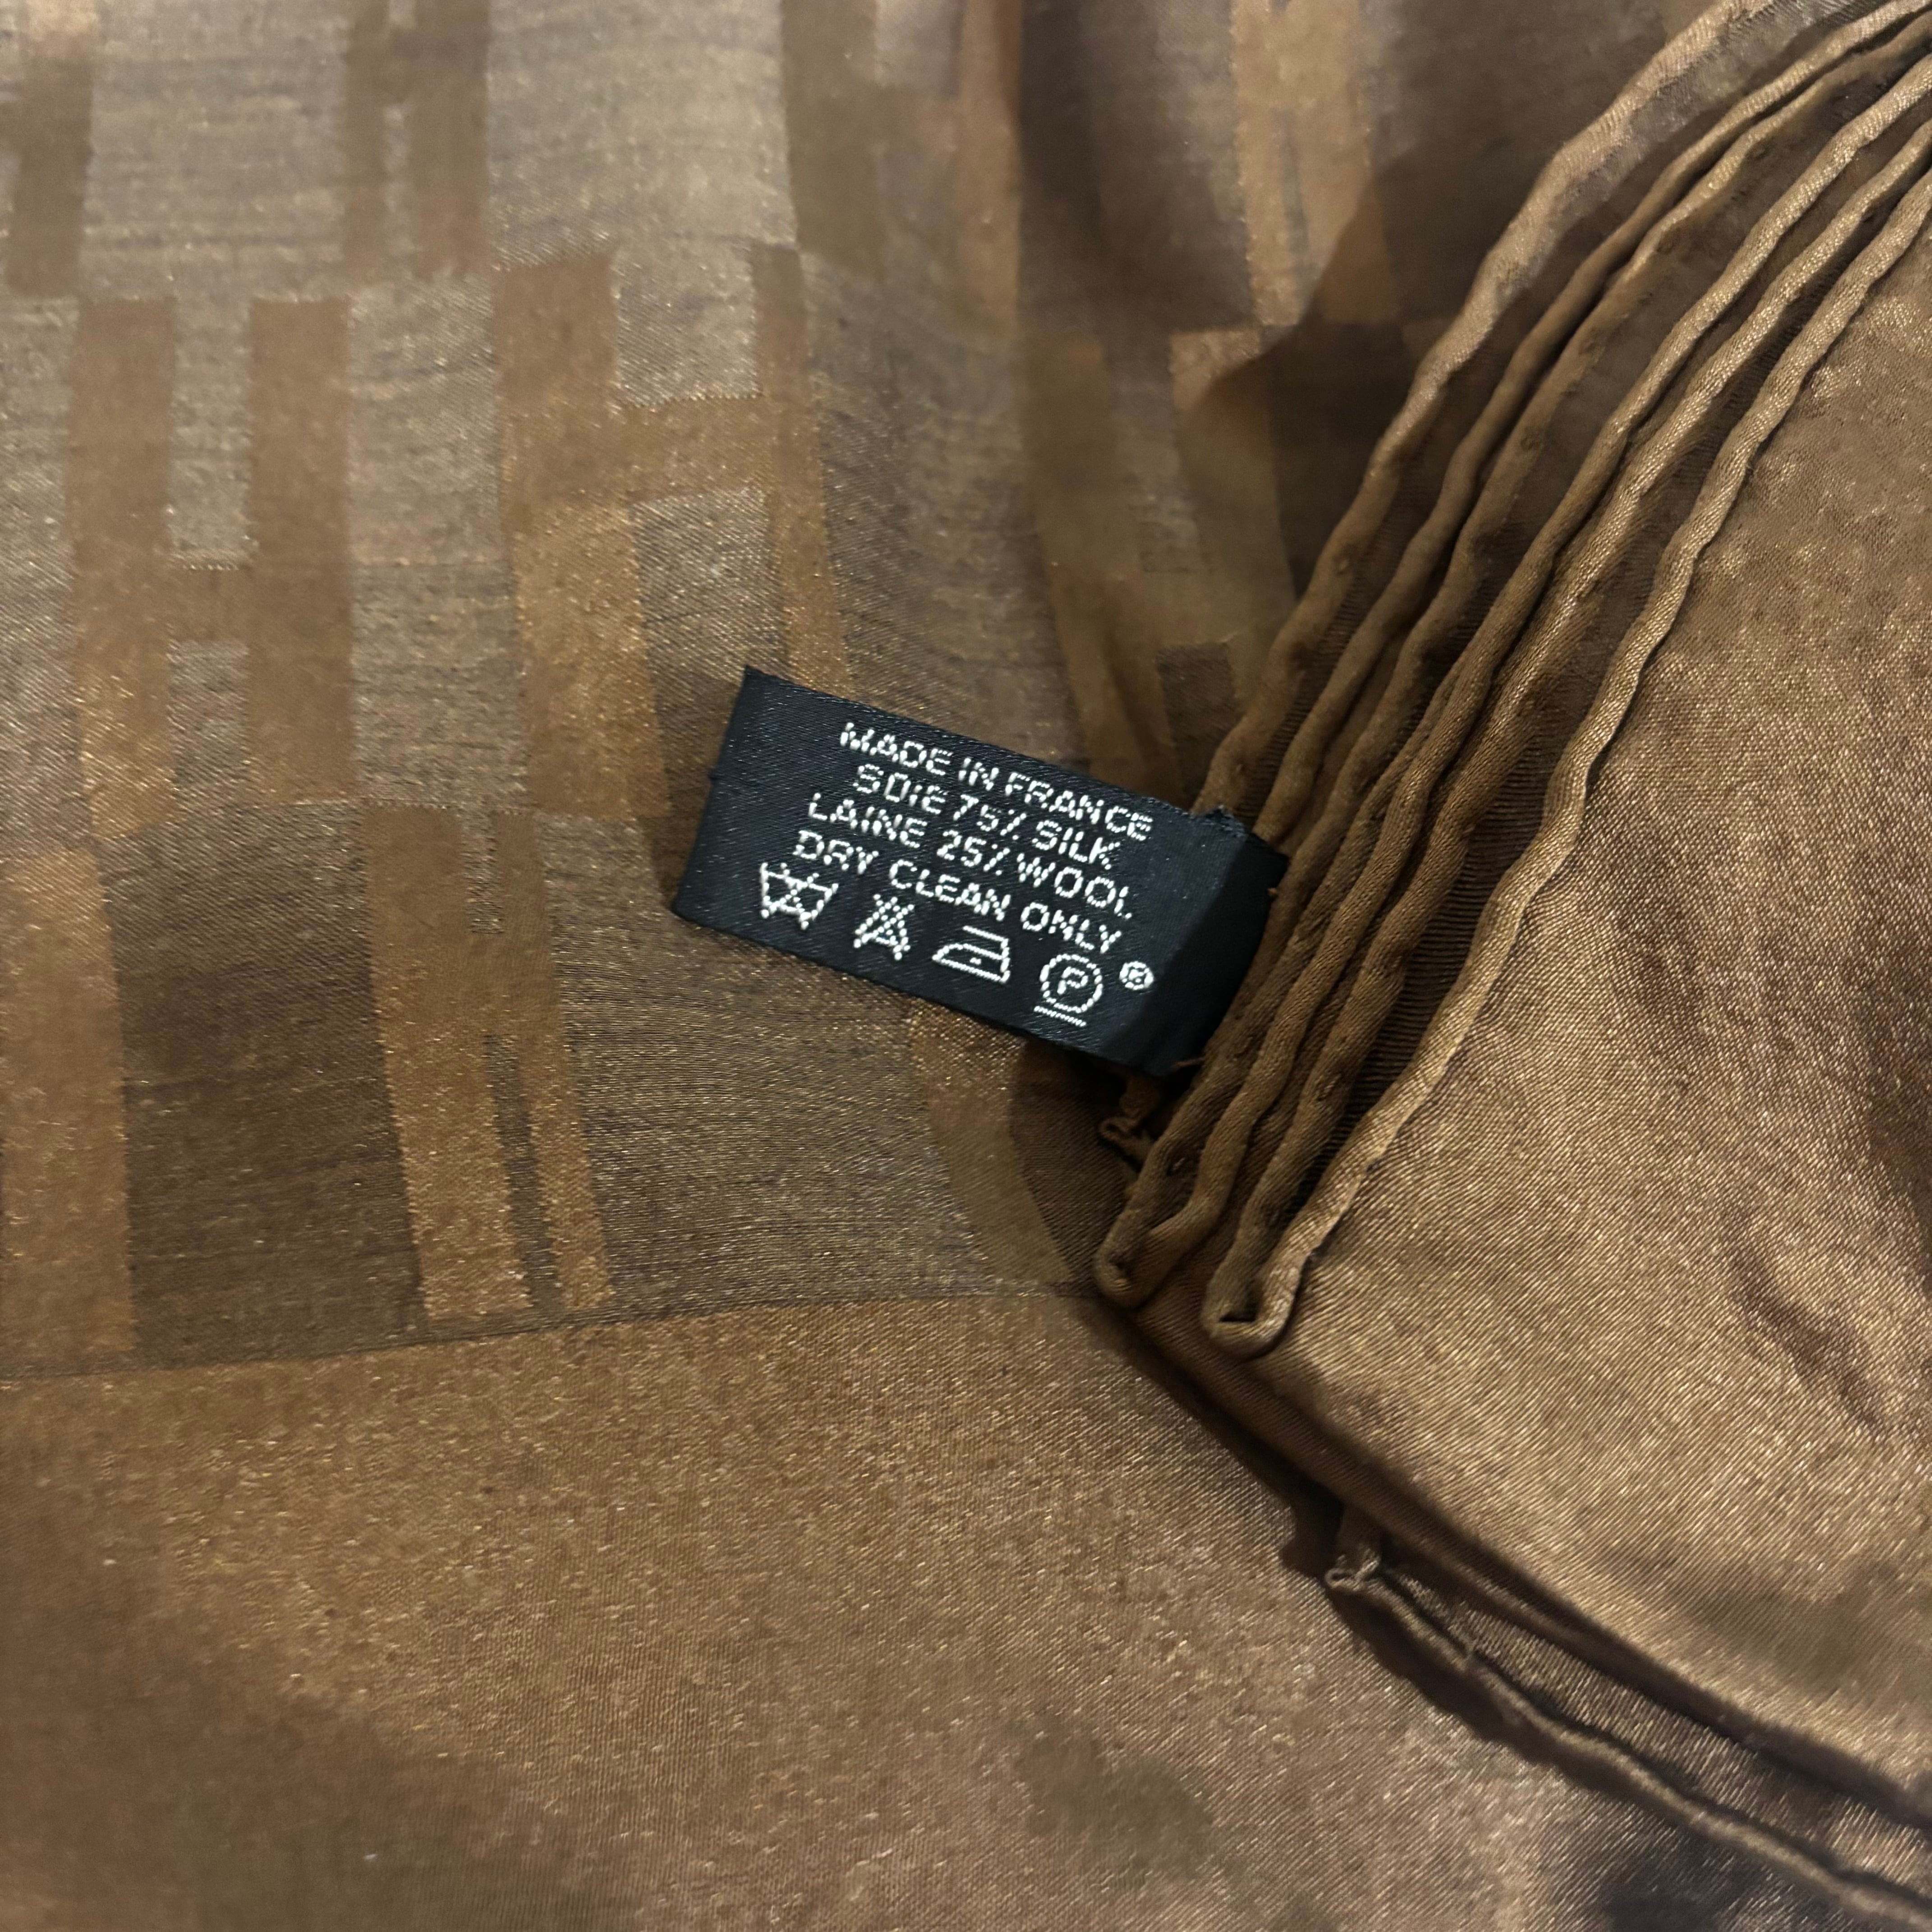 MADE IN FRANCE
SOIE 75% SILK
LAINE 25% WOOL
DRY CLEAN ONLY
P ®